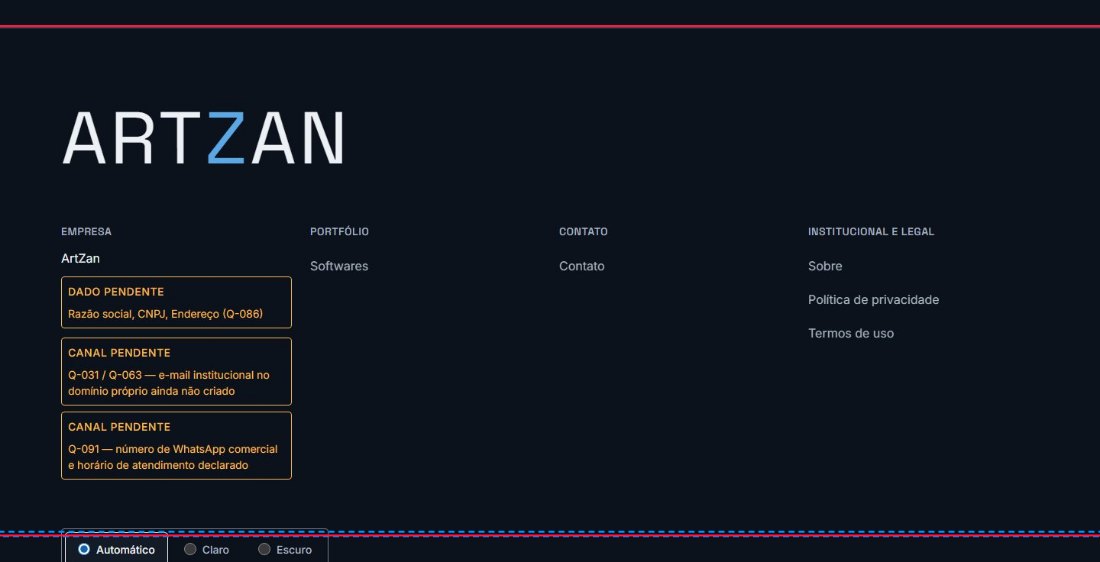 ARTZAN
EMPRESA
ArtZan
DADO PENDENTE
Razão social, CNPJ, Endereço (Q-086)
CANAL PENDENTE
Q-031 / Q-063 — e-mail institucional no
domínio próprio ainda não criado
CANAL PENDENTE
Q-091 — número de WhatsApp comercial
e horário de atendimento declarado
PORTFÓLIO
Softwares
CONTATO
Contato
INSTITUCIONAL E LEGAL
Sobre
Política de privacidade
Termos de uso
Automático
Claro
Escuro